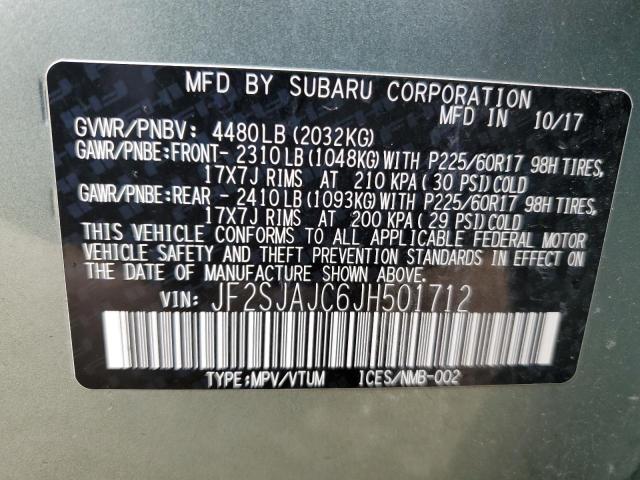 MFD BY SUBARU CORPORATION
MFD IN 10/17
GVWR/PNBV: 4480LB(2032KG)
GAWR/PNBE:FRONT- 2310LB(1048KG)WITH P225/60R17 98H TIRES,
17X7J RIMS AT 210 KPA(30 PSI)COLD
GAWR/PNBE:REAR - 2410LB(1093KG)WITH P225/60R17 98H TIRES,
17X7J RIMS AT 200 KPA(29 PSI)COLD
THIS VEHICLE CONFORMS TO ALL APPLICABLE FEDERAL MOTOR
VEHICLE SAFETY AND THEFT PREVENTION STANDARDS IN EFFECT ON
THE DATE OF MANUFACTURE SHOWN ABOVE.
VIN: JF2SJAJC6JH501712
TYPE:MPV/VTUM ICES/NMB-002